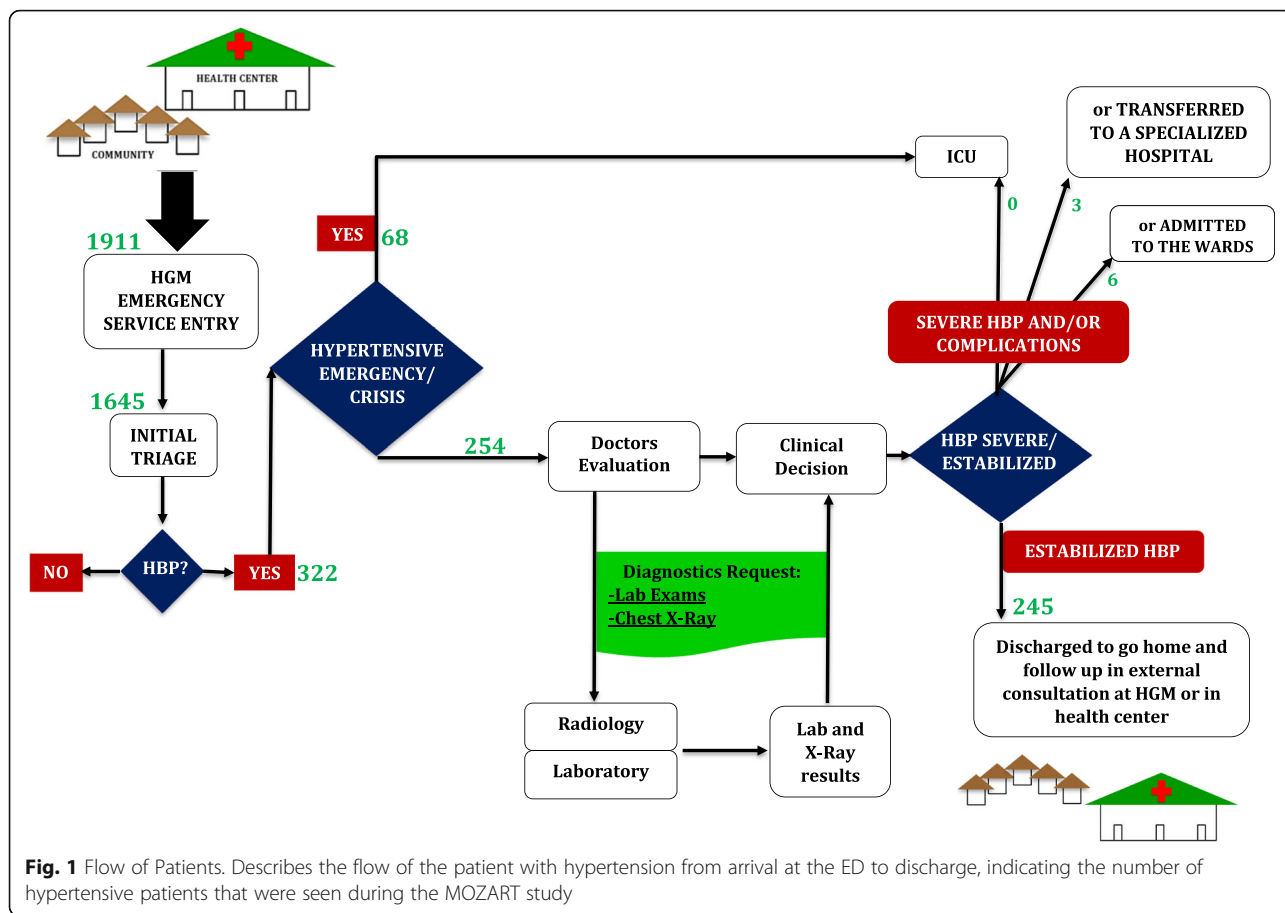 HEALTH CENTER
COMMUNITY
1911
HGM
EMERGENCY
SERVICE ENTRY
1645
INITIAL
TRIAGE
NO
HBP?
YES
322
YES
68
HYPERTENSIVE
EMERGENCY/
CRISIS
254
Doctors
Evaluation
Clinical
Decision
Diagnostics Request:
-Lab Exams
-Chest X-Ray
Radiology
Laboratory
Lab and
X-Ray
results
ICU
or TRANSFERRED
TO A SPECIALIZED
HOSPITAL
or ADMITTED
TO THE WARDS
0
3
6
SEVERE HBP AND/OR
COMPLICATIONS
HBP SEVERE/
ESTABILIZED
ESTABILIZED HBP
245
Discharged to go home and
follow up in external
consultation at HGM or in
health center
Fig. 1 Flow of Patients. Describes the flow of the patient with hypertension from arrival at the ED to discharge, indicating the number of
hypertensive patients that were seen during the MOZART study